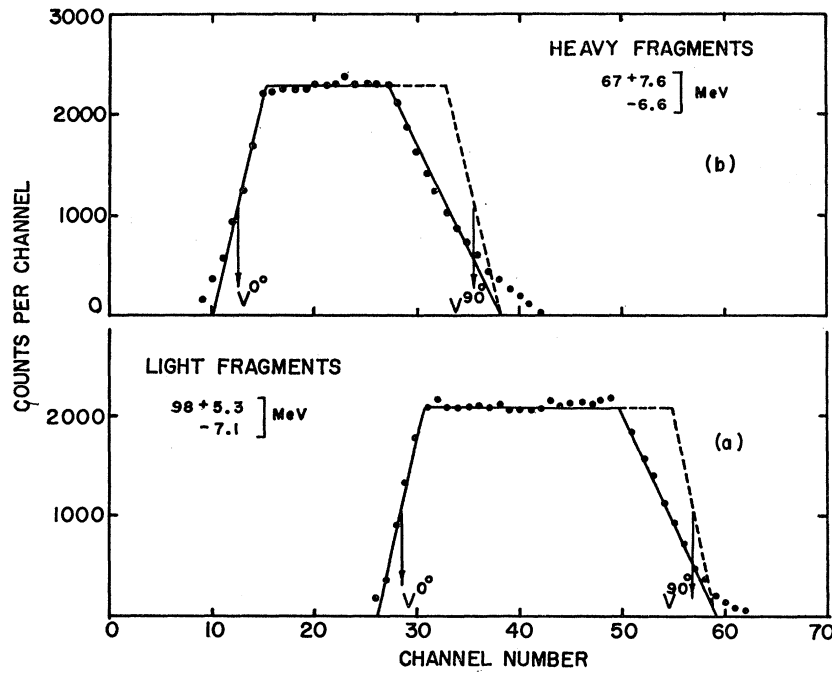 3000
2000
1000
0
HEAVY FRAGMENTS
67 +7.6
-6.6
MeV
(b)
V0°
V90°
COUNTS PER CHANNEL
LIGHT FRAGMENTS
98 +5.3
-7.1
MeV
(a)
2000
1000
V0°
V90°
0 10 20 30 40 50 60 70
CHANNEL NUMBER